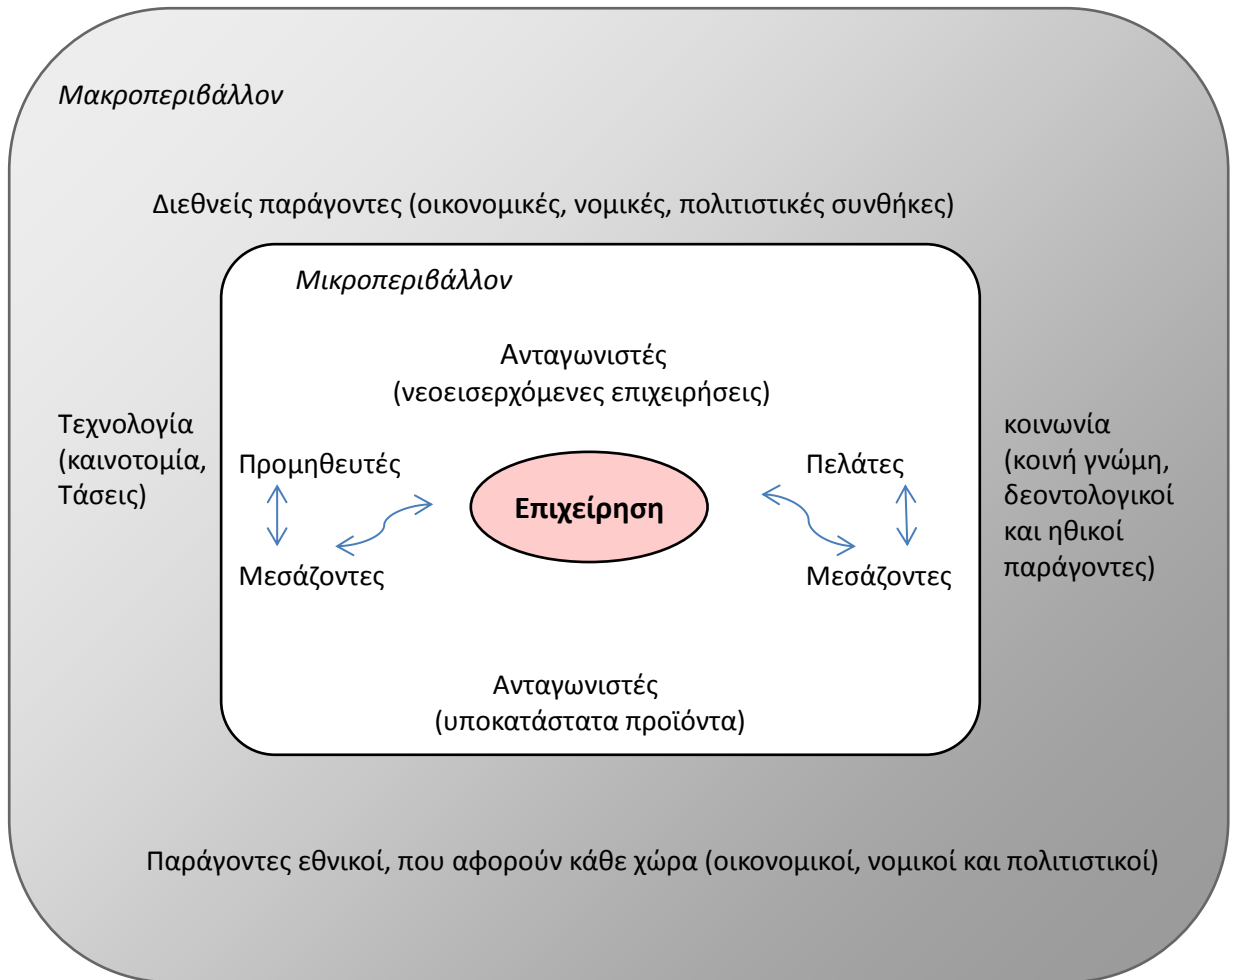 Μακροπεριβάλλον
Διεθνείς παράγοντες (οικονομικές, νομικές, πολιτιστικές συνθήκες)
Μικροπεριβάλλον
Ανταγωνιστές
(νεοεισερχόμενες επιχειρήσεις)
Τεχνολογία
(καινοτομία,
Τάσεις)
Προμηθευτές
Μεσάζοντες
Επιχείρηση
Πελάτες
Μεσάζοντες
κοινωνία
(κοινή γνώμη,
δεοντολογικοί
και ηθικοί
παράγοντες)
Ανταγωνιστές
(υποκατάστατα προϊόντα)
Παράγοντες εθνικοί, που αφορούν κάθε χώρα (οικονομικοί, νομικοί και πολιτιστικοί)